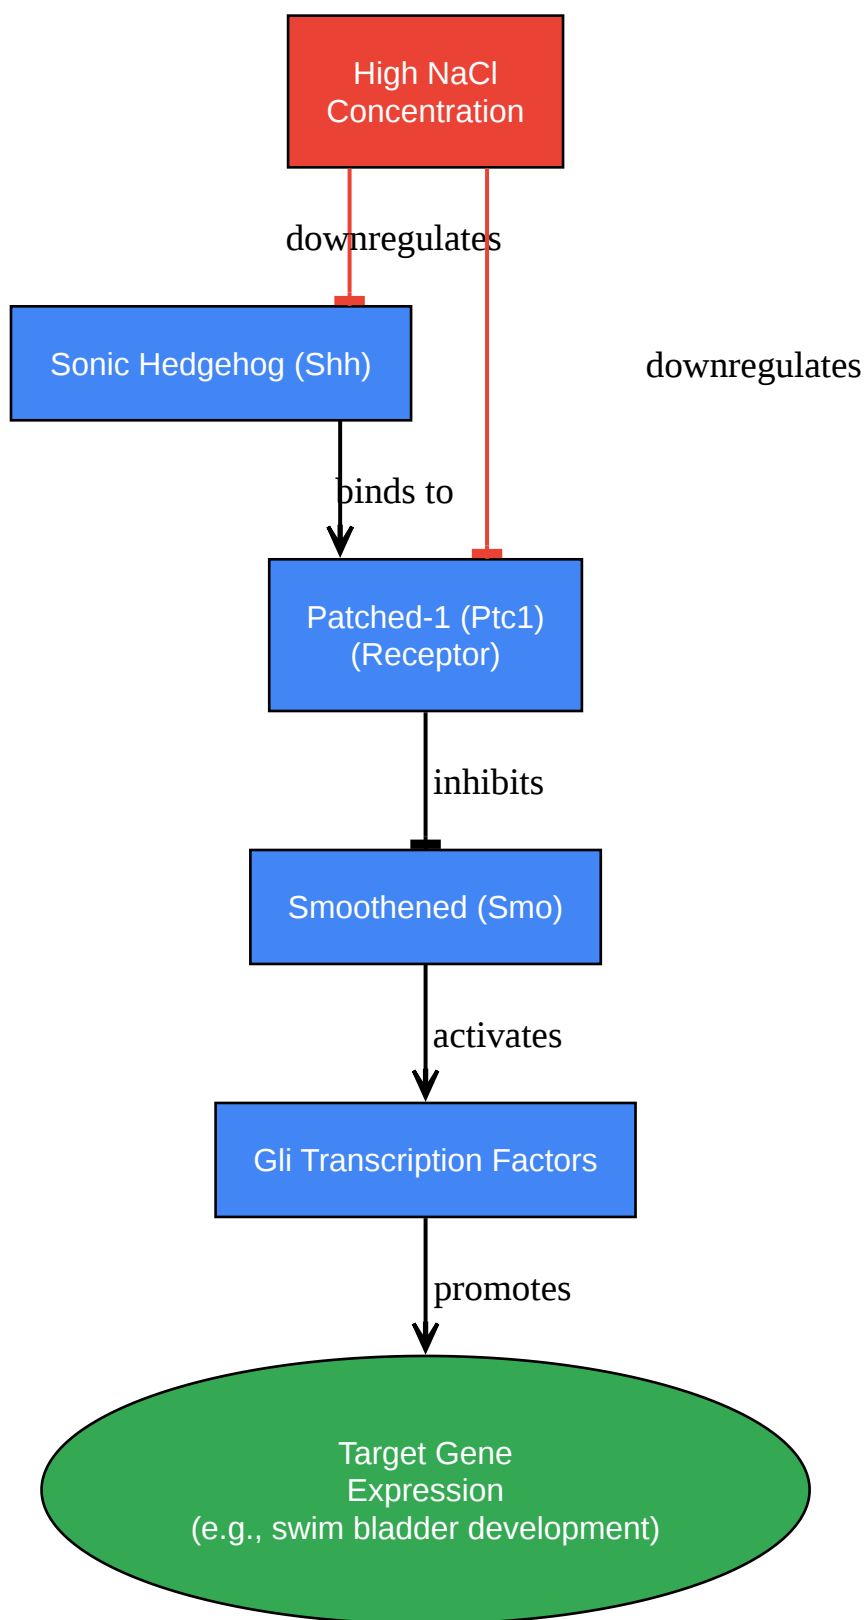 High NaCl
Concentration
downregulates
Sonic Hedgehog (Shh)
downregulates
binds to
Patched-1 (Ptc1)
(Receptor)
inhibits
Smoothened (Smo)
activates
Gli Transcription Factors
promotes
Target Gene
Expression
(e.g., swim bladder development)